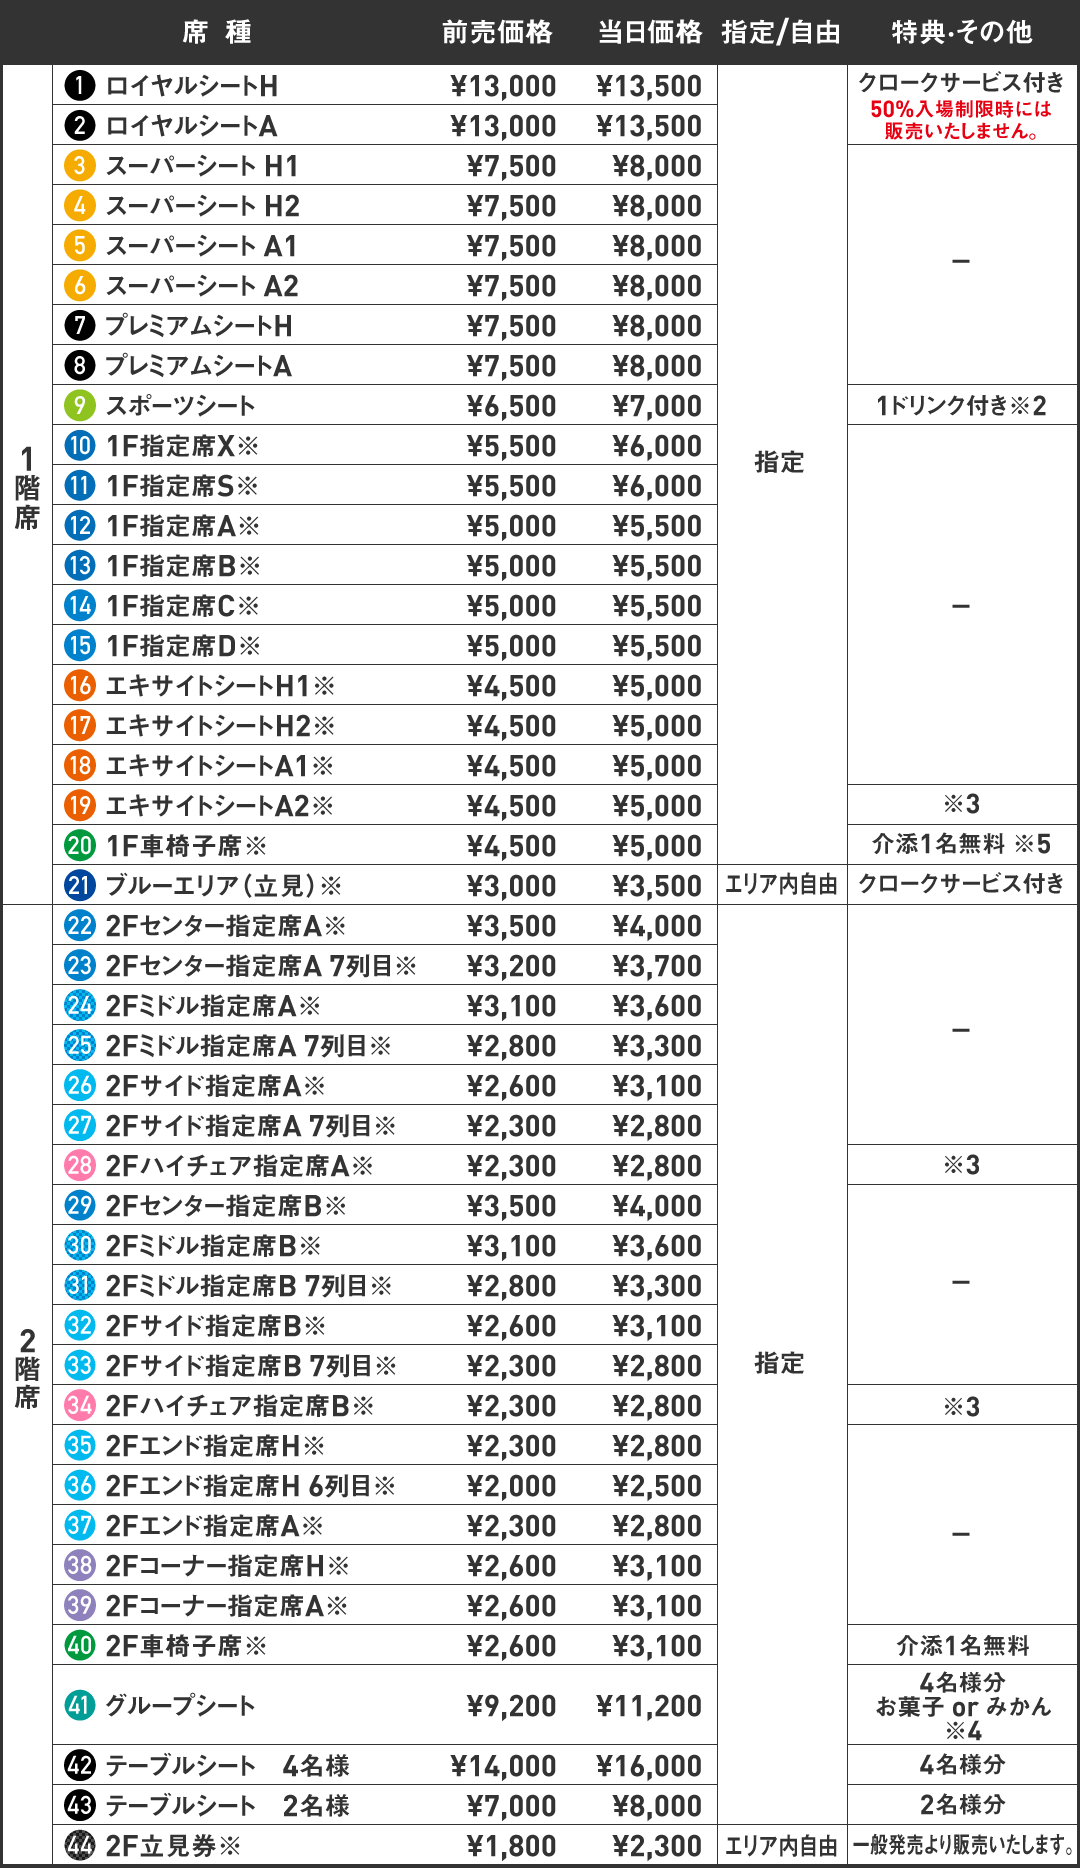 席 種 前売価格 当日価格 指定/自由 特典・その他
1階席
1 ロイヤルシートH ¥13,000 ¥13,500 クロークサービス付き
50%入場制限時には
販売いたしません。
2 ロイヤルシートA ¥13,000 ¥13,500
3 スーパーシート H1 ¥7,500 ¥8,000
4 スーパーシート H2 ¥7,500 ¥8,000
5 スーパーシート A1 ¥7,500 ¥8,000
–
6 スーパーシート A2 ¥7,500 ¥8,000
7 プレミアムシートH ¥7,500 ¥8,000
8 プレミアムシートA ¥7,500 ¥8,000
9 スポーツシート ¥6,500 ¥7,000 1ドリンク付き※2
10 1F指定席X※ ¥5,500 ¥6,000
指定
11 1F指定席S※ ¥5,500 ¥6,000
12 1F指定席A※ ¥5,000 ¥5,500
13 1F指定席B※ ¥5,000 ¥5,500
14 1F指定席C※ ¥5,000 ¥5,500 –
15 1F指定席D※ ¥5,000 ¥5,500
16 エキサイトシートH1※ ¥4,500 ¥5,000
17 エキサイトシートH2※ ¥4,500 ¥5,000
18 エキサイトシートA1※ ¥4,500 ¥5,000
19 エキサイトシートA2※ ¥4,500 ¥5,000 ※3
20 1F車椅子席※ ¥4,500 ¥5,000 介添1名無料 ※5
21 ブルーエリア(立見)※ ¥3,000 ¥3,500 エリア内自由 クロークサービス付き
2階席
22 2Fセンター指定席A※ ¥3,500 ¥4,000
23 2Fセンター指定席A 7列目※ ¥3,200 ¥3,700
24 2Fミドル指定席A※ ¥3,100 ¥3,600
–
25 2Fミドル指定席A 7列目※ ¥2,800 ¥3,300
26 2Fサイド指定席A※ ¥2,600 ¥3,100
27 2Fサイド指定席A 7列目※ ¥2,300 ¥2,800
28 2Fハイチェア指定席A※ ¥2,300 ¥2,800 ※3
29 2Fセンター指定席B※ ¥3,500 ¥4,000
30 2Fミドル指定席B※ ¥3,100 ¥3,600
31 2Fミドル指定席B 7列目※ ¥2,800 ¥3,300 –
32 2Fサイド指定席B※ ¥2,600 ¥3,100
33 2Fサイド指定席B 7列目※ ¥2,300 ¥2,800 指定
34 2Fハイチェア指定席B※ ¥2,300 ¥2,800 ※3
35 2Fエンド指定席H※ ¥2,300 ¥2,800
36 2Fエンド指定席H 6列目※ ¥2,000 ¥2,500
37 2Fエンド指定席A※ ¥2,300 ¥2,800 –
38 2Fコーナー指定席H※ ¥2,600 ¥3,100
39 2Fコーナー指定席A※ ¥2,600 ¥3,100
40 2F車椅子席※ ¥2,600 ¥3,100 介添1名無料
41 グループシート ¥9,200 ¥11,200 4名様分
お菓子 or みかん
※4
42 テーブルシート 4名様 ¥14,000 ¥16,000 4名様分
43 テーブルシート 2名様 ¥7,000 ¥8,000 2名様分
44 2F立見券※ ¥1,800 ¥2,300 エリア内自由 一般発売より販売いたします。